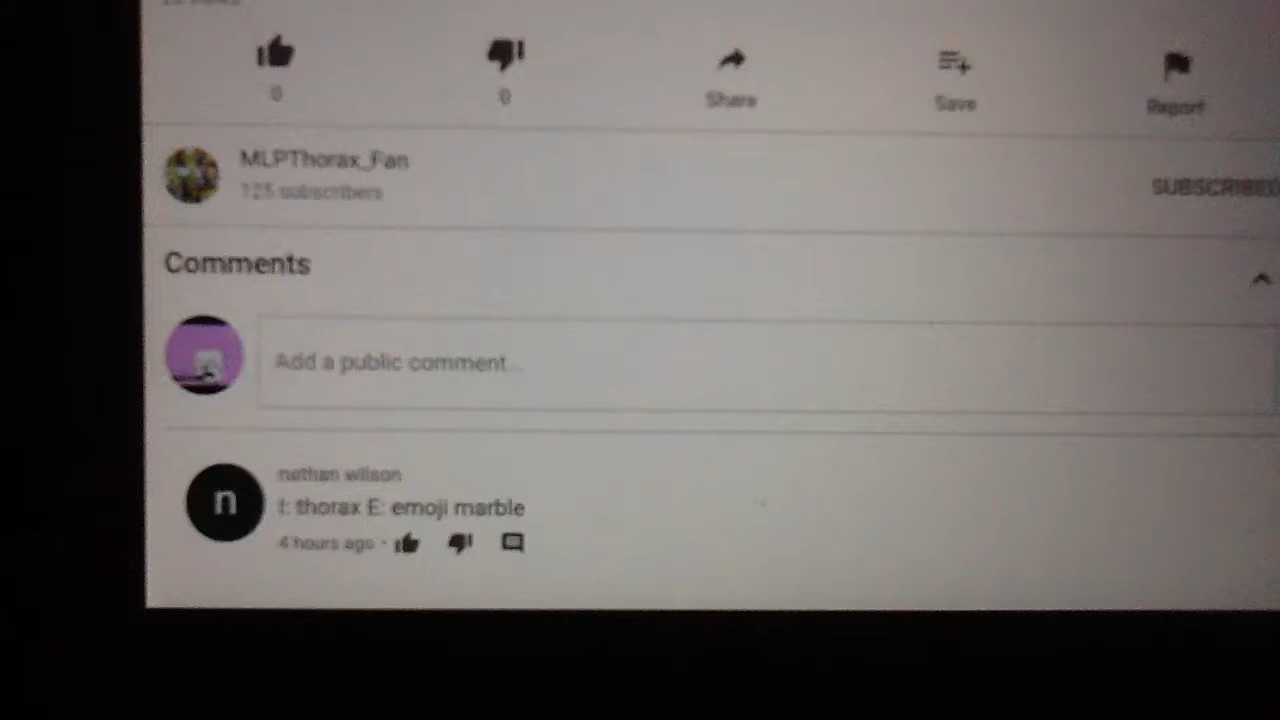 0
0
Share
Save
Report
MLPThorax_Fan
125 subscribers
SUBSCRIBED
Comments
Add a public comment...
n
nathan wilson
I: thorax E: emoji marble
4 hours ago